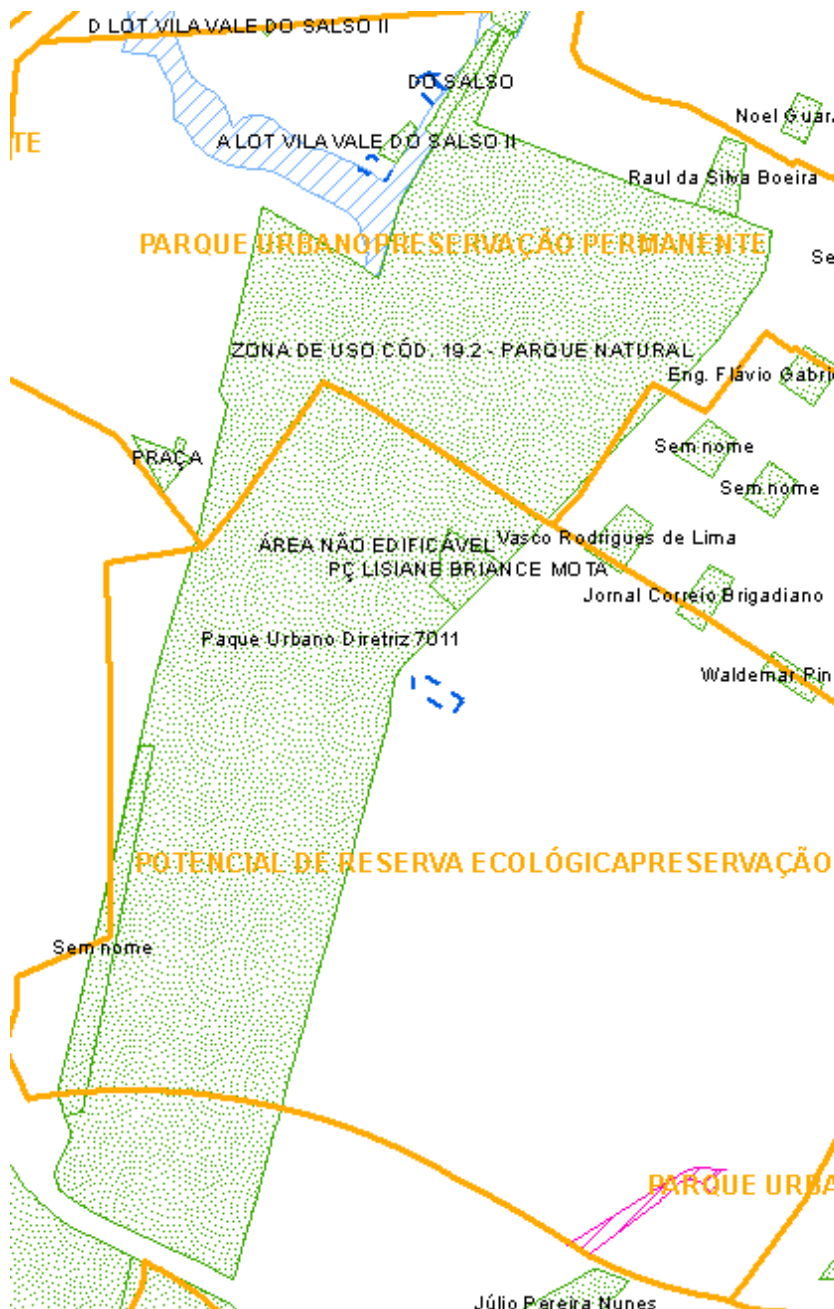 D LOT VILA VALE DO SALSO II
DO SALSO
Noel Guar
TE
A LOT VILA VALE DO SALSO II
Raul da Silva Boeira
PARQUE URBANOPRESERVAÇÃO PERMANENTE
Se
ZONA DE USO CÓD. 19.2 - PARQUE NATURAL
Eng. Flávio Gabri
Sem nome
PRAÇA
Sem nome
Vasco Rodrigues de Lima
ÁREA NÃO EDIFICÁVEL
PÇ LISIANE BRIANCE MOTA
Jornal Correio Brigadiano
Paque Urbano Diretriz 7011
Waldemar Pin
POTENCIAL DE RESERVA ECOLÓGICAPRESERVAÇÃO
Sem nome
PARQUE URBA
Júlio Pereira Nunes